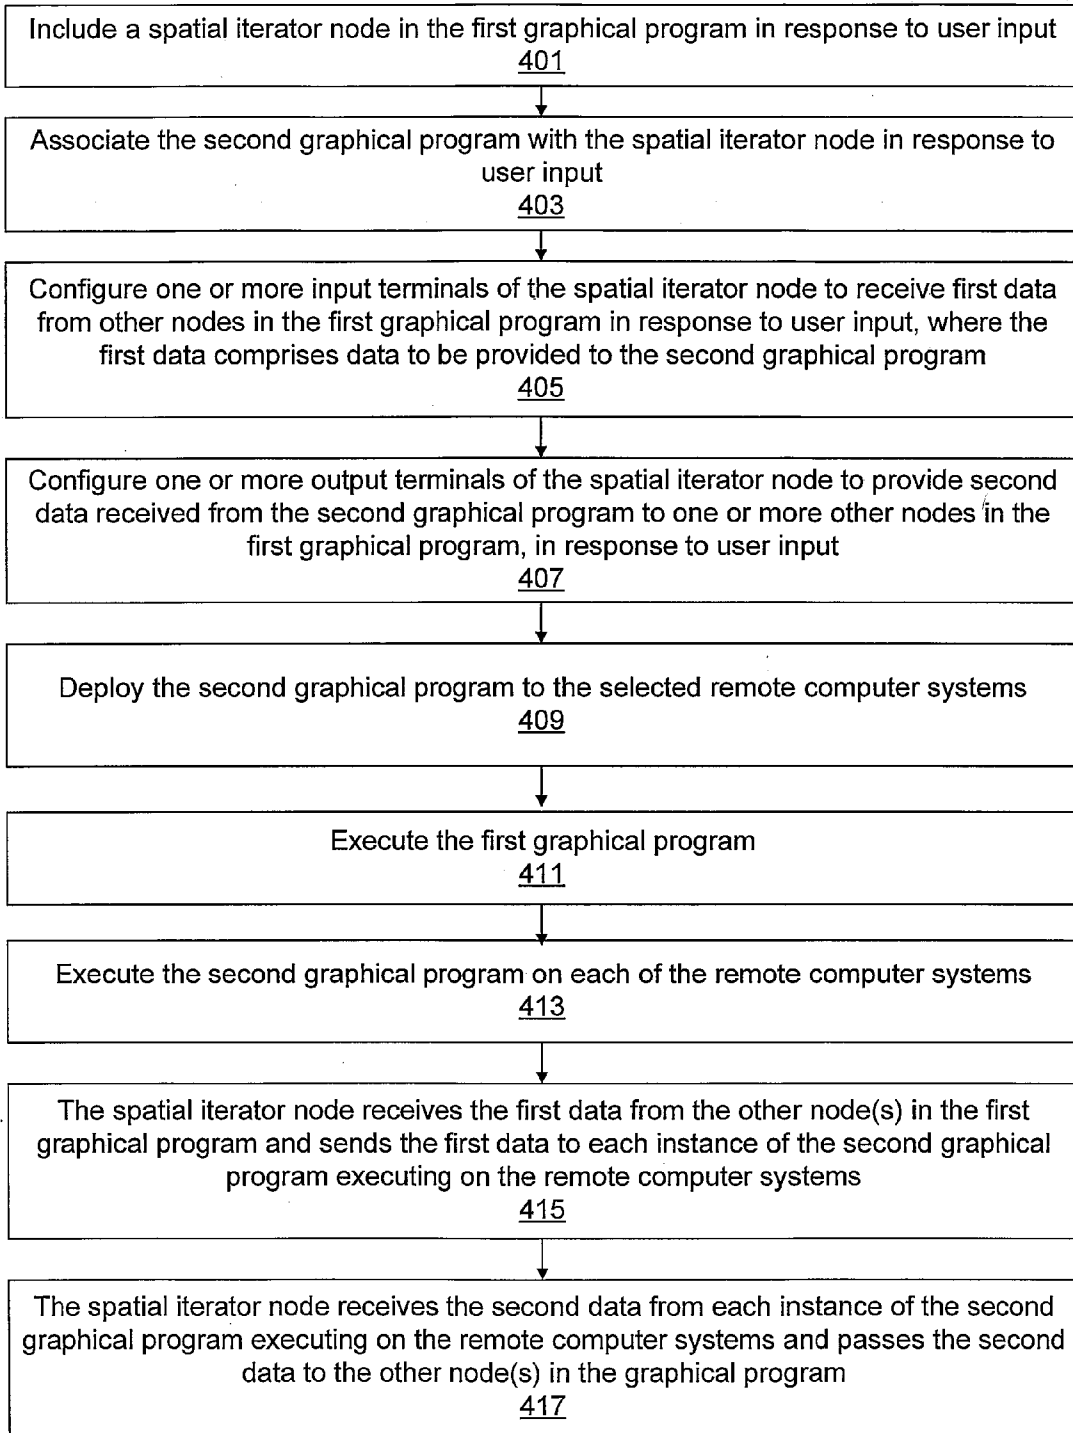 Include a spatial iterator node in the first graphical program in response to user input
401
Associate the second graphical program with the spatial iterator node in response to
user input
403
Configure one or more input terminals of the spatial iterator node to receive first data
from other nodes in the first graphical program in response to user input, where the
first data comprises data to be provided to the second graphical program
405
Configure one or more output terminals of the spatial iterator node to provide second
data received from the second graphical program to one or more other nodes in the
first graphical program, in response to user input
407
Deploy the second graphical program to the selected remote computer systems
409
Execute the first graphical program
411
Execute the second graphical program on each of the remote computer systems
413
The spatial iterator node receives the first data from the other node(s) in the first
graphical program and sends the first data to each instance of the second graphical
program executing on the remote computer systems
415
The spatial iterator node receives the second data from each instance of the second
graphical program executing on the remote computer systems and passes the second
data to the other node(s) in the graphical program
417